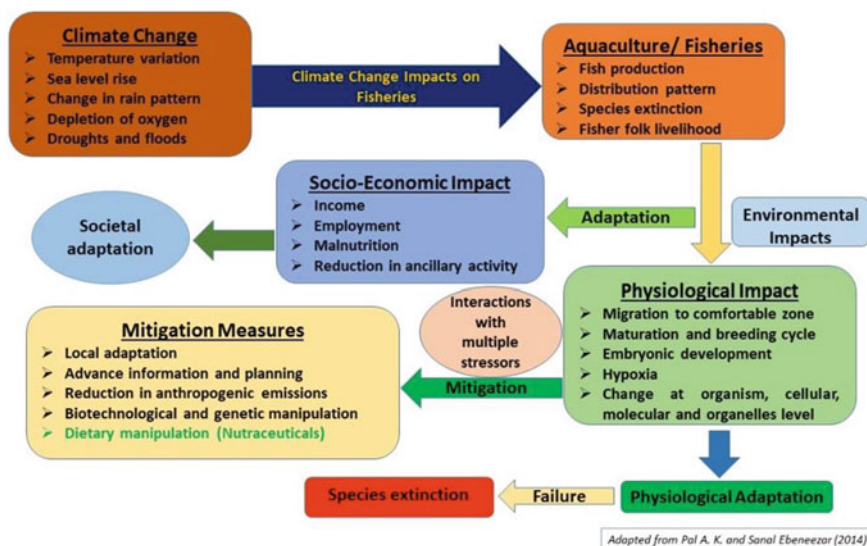 Climate Change
➤ Temperature variation
➤ Sea level rise
➤ Change in rain pattern
➤ Depletion of oxygen
➤ Droughts and floods
Climate Change Impacts on
Fisheries
Aquaculture/ Fisheries
➤ Fish production
➤ Distribution pattern
➤ Species extinction
➤ Fisher folk livelihood
Socio-Economic Impact
➤ Income
➤ Employment
➤ Malnutrition
➤ Reduction in ancillary activity
Societal
adaptation
Adaptation
Environmental
Impacts
Interactions
with
multiple
stressors
Physiological Impact
➤ Migration to comfortable zone
➤ Maturation and breeding cycle
➤ Embryonic development
➤ Hypoxia
➤ Change at organism, cellular,
molecular and organelles level
Mitigation Measures
➤ Local adaptation
➤ Advance information and planning
➤ Reduction in anthropogenic emissions
➤ Biotechnological and genetic manipulation
➤ Dietary manipulation (Nutraceuticals)
Mitigation
Species extinction
Failure
Physiological Adaptation
Adapted from Pal A. K. and Sanal Ebeneezar (2014)